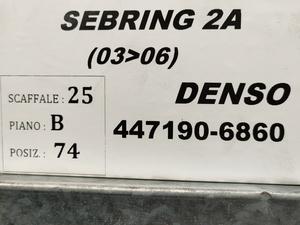 SEBRING 2A
(03>06)
SCAFFALE : 25
PIANO : B
POSIZ. : 74
DENSO
447190-6860